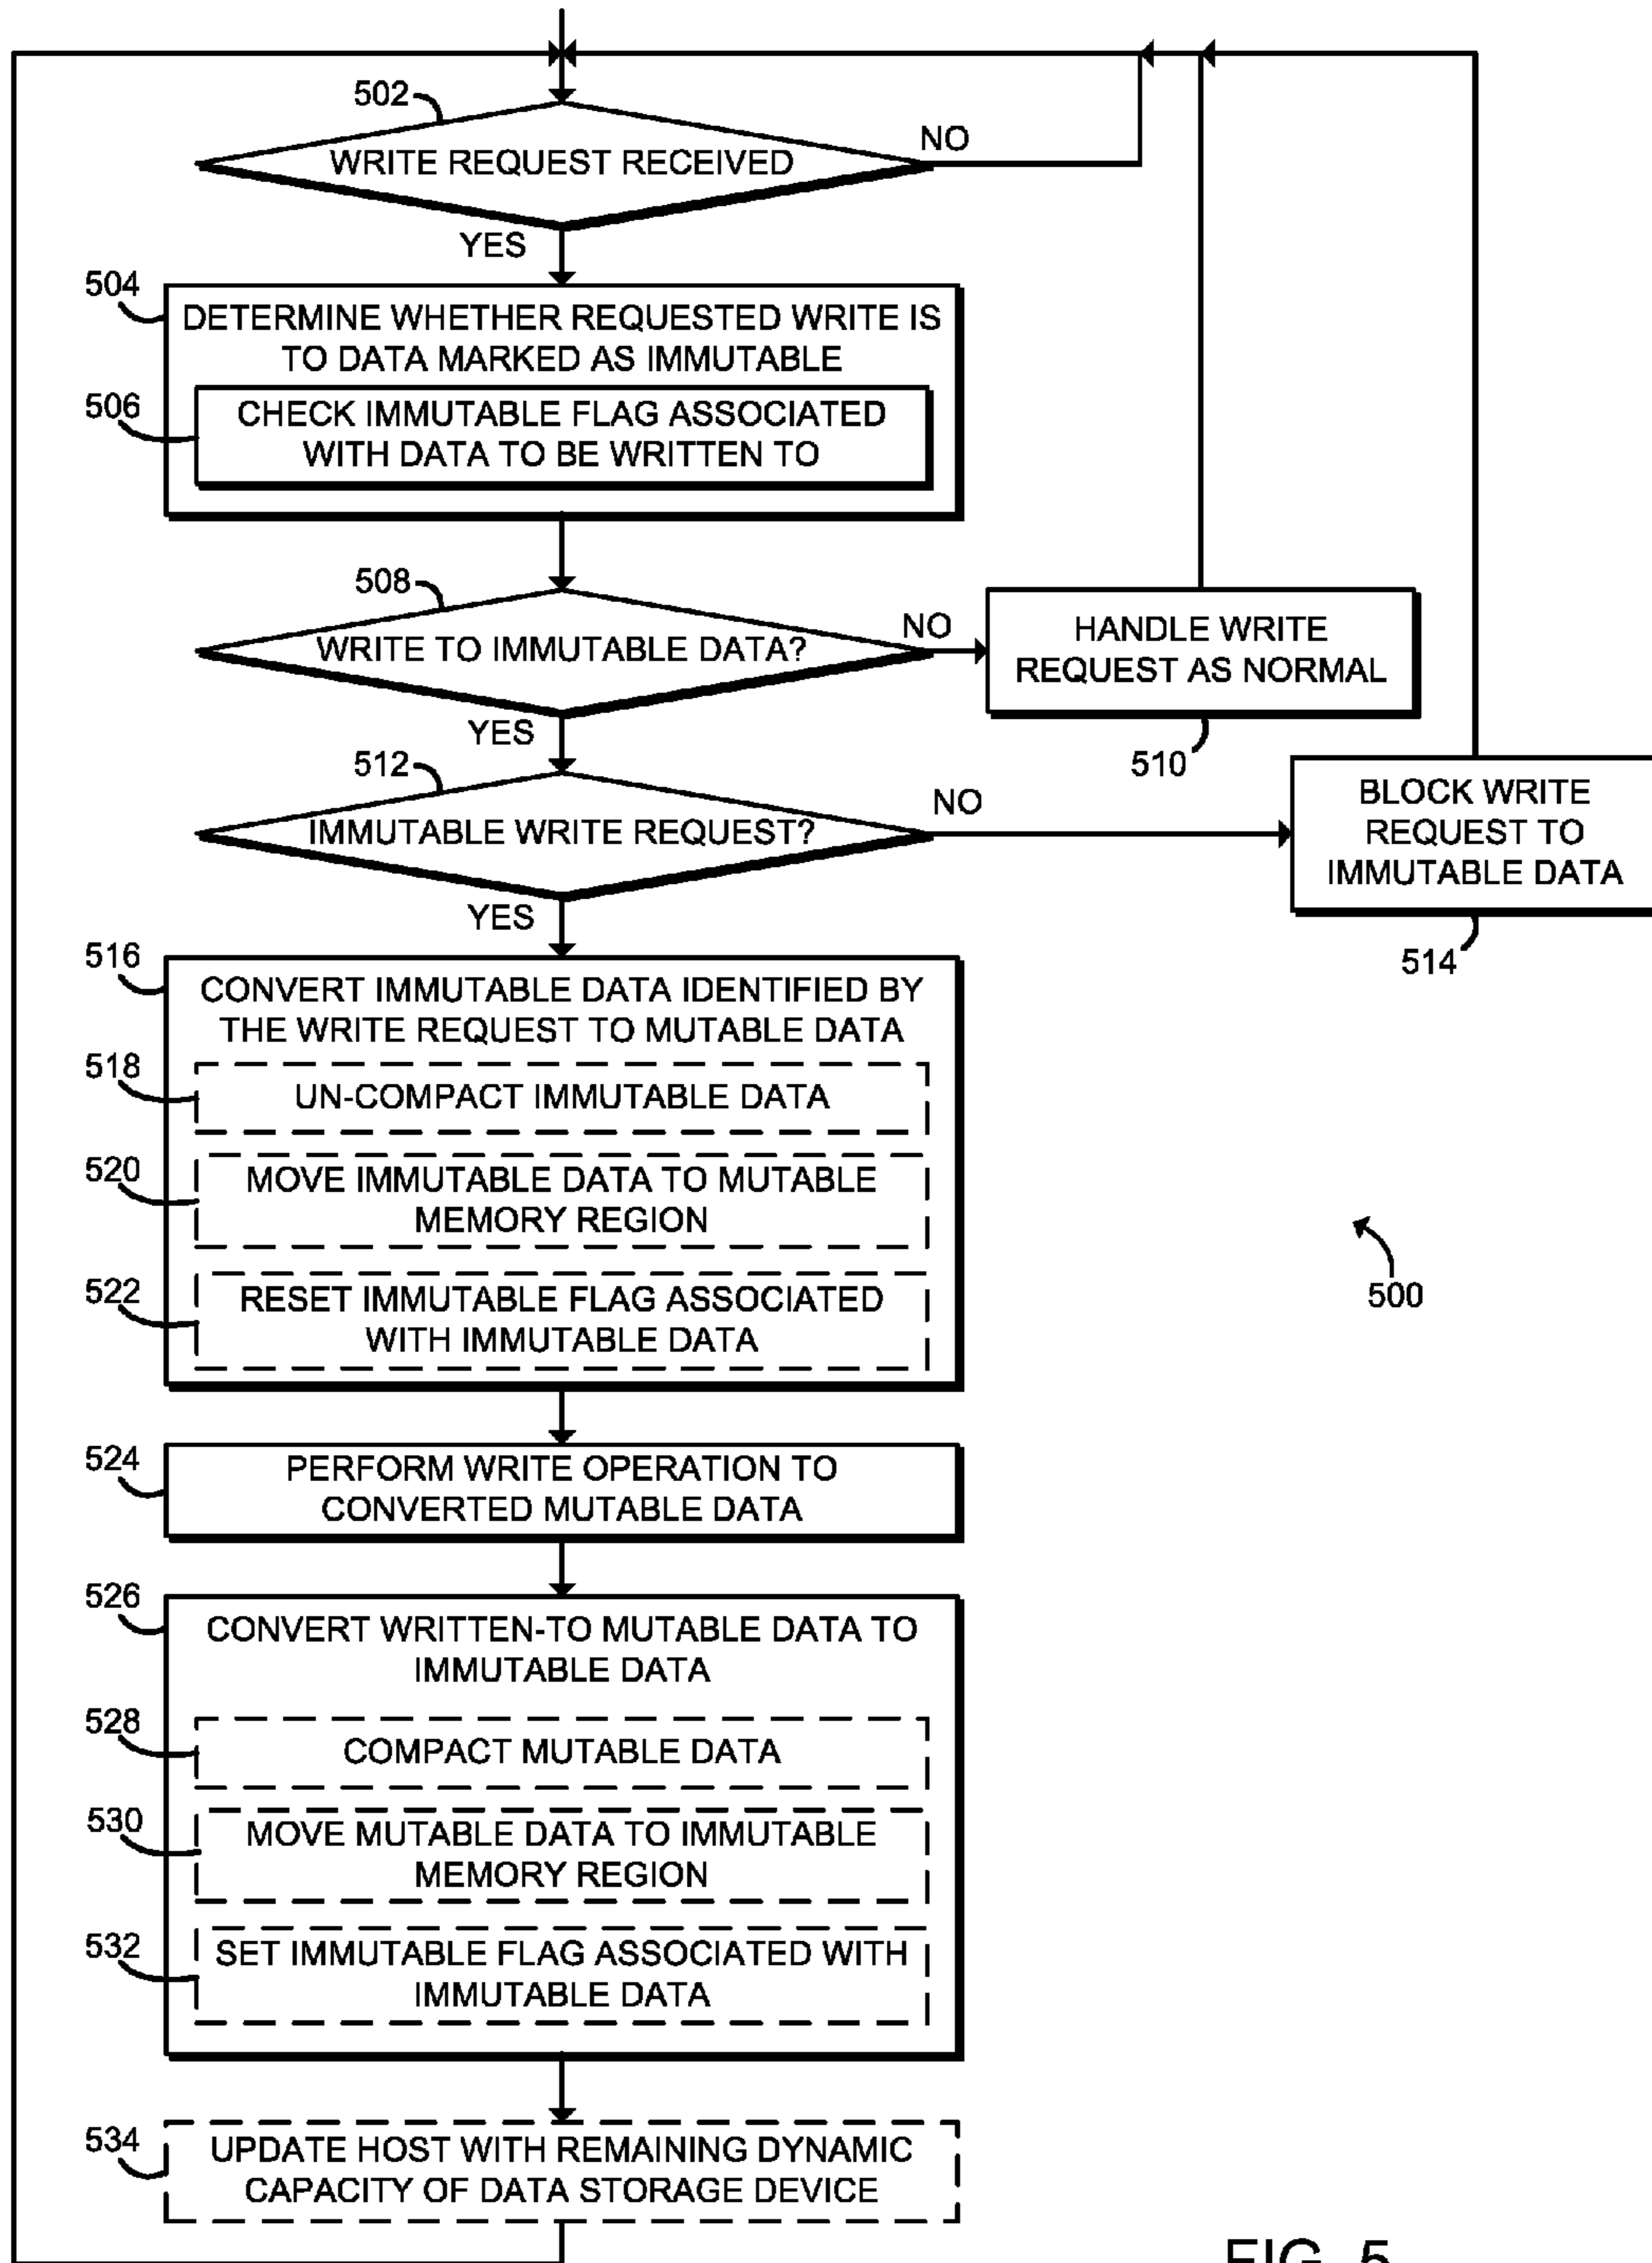 502
WRITE REQUEST RECEIVED
NO
YES
504
DETERMINE WHETHER REQUESTED WRITE IS
TO DATA MARKED AS IMMUTABLE
506
CHECK IMMUTABLE FLAG ASSOCIATED
WITH DATA TO BE WRITTEN TO
508
WRITE TO IMMUTABLE DATA?
NO
HANDLE WRITE
REQUEST AS NORMAL
510
YES
512
IMMUTABLE WRITE REQUEST?
NO
BLOCK WRITE
REQUEST TO
IMMUTABLE DATA
514
YES
516
CONVERT IMMUTABLE DATA IDENTIFIED BY
THE WRITE REQUEST TO MUTABLE DATA
518
UN-COMPACT IMMUTABLE DATA
520
MOVE IMMUTABLE DATA TO MUTABLE
MEMORY REGION
522
RESET IMMUTABLE FLAG ASSOCIATED
WITH IMMUTABLE DATA
500
524
PERFORM WRITE OPERATION TO
CONVERTED MUTABLE DATA
526
CONVERT WRITTEN-TO MUTABLE DATA TO
IMMUTABLE DATA
528
COMPACT MUTABLE DATA
530
MOVE MUTABLE DATA TO IMMUTABLE
MEMORY REGION
532
SET IMMUTABLE FLAG ASSOCIATED WITH
IMMUTABLE DATA
534
UPDATE HOST WITH REMAINING DYNAMIC
CAPACITY OF DATA STORAGE DEVICE
FIG. 5